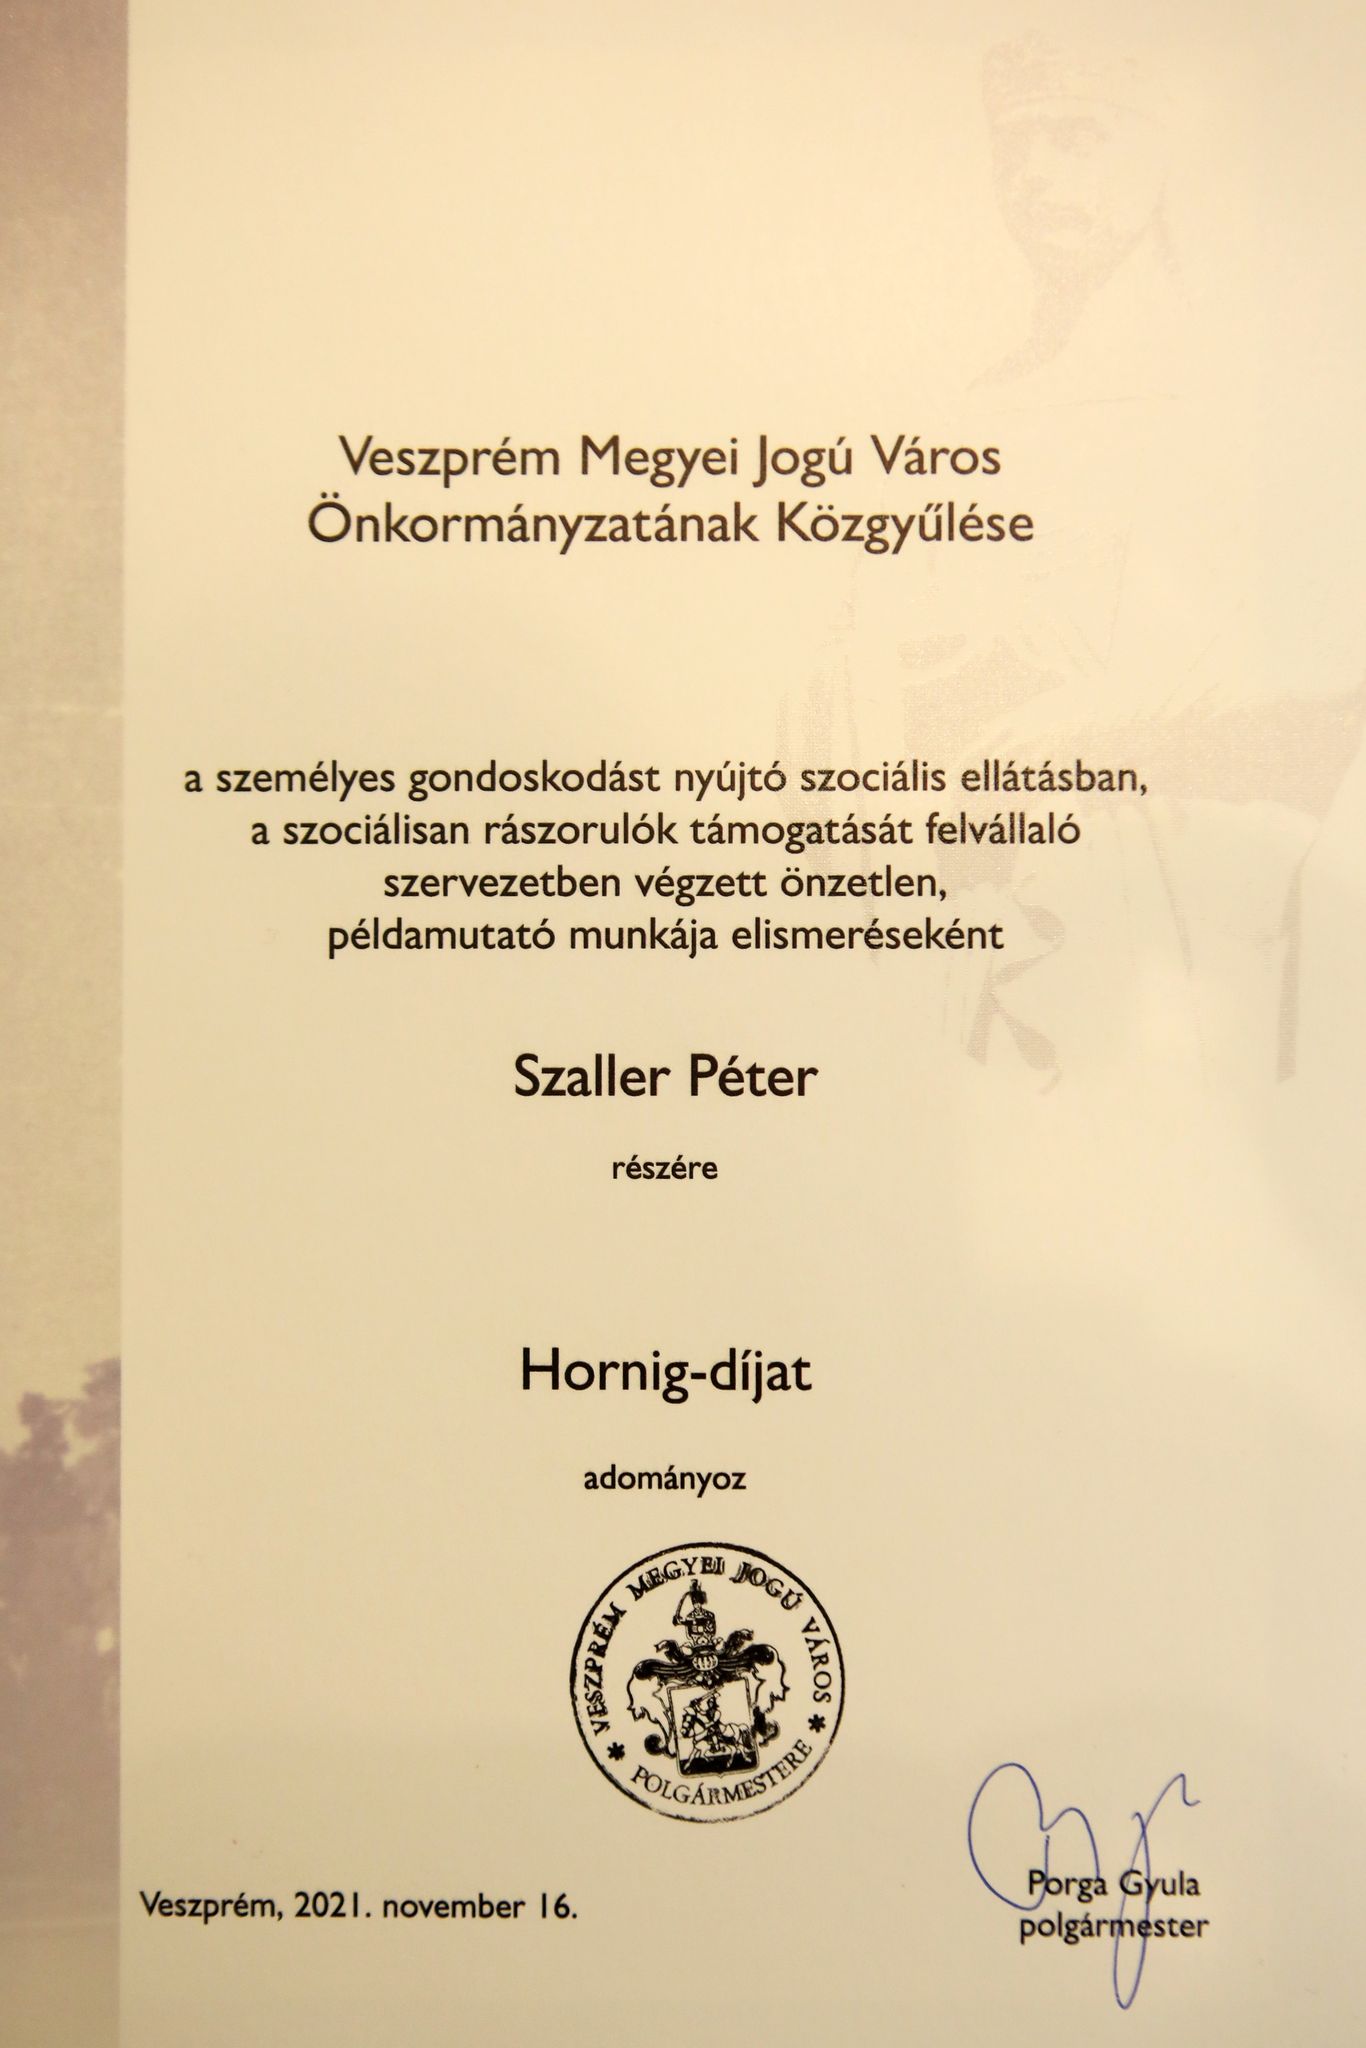 Veszprém Megyei Jogú Város
Önkormányzatának Közgyűlése
a személyes gondoskodást nyújtó szociális ellátásban,
a szociálisan rászorulók támogatását felvállaló
szervezetben végzett önzetlen,
példamutató munkája elismeréseként
Szaller Péter
részére
Hornig-díjat
adományoz
VESZPRÉM MEGYEI JOGÚ VÁROS
* POLGÁRMESTERE *
Veszprém, 2021. november 16.
Porga Gyula
polgármester